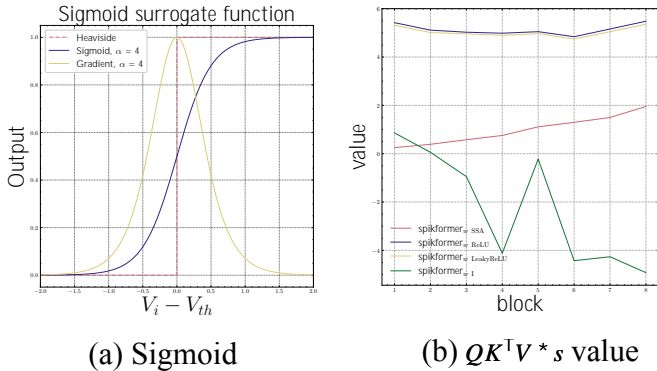 Sigmoid surrogate function
Heaviside
Sigmoid, α = 4
Gradient, α = 4
Output
1.0
0.8
0.6
0.4
0.2
0.0
−2.0 −1.5 −1.0 −0.5 0.0 0.5 1.0 1.5 2.0
V_i − V_th
(a) Sigmoid
value
6
4
2
0
−2
−4
spikformer_w SSA
spikformer_w ReLU
spikformer_w LeakyReLU
spikformer_w I
1 2 3 4 5 6 7 8
block
(b) QK^T V * s value